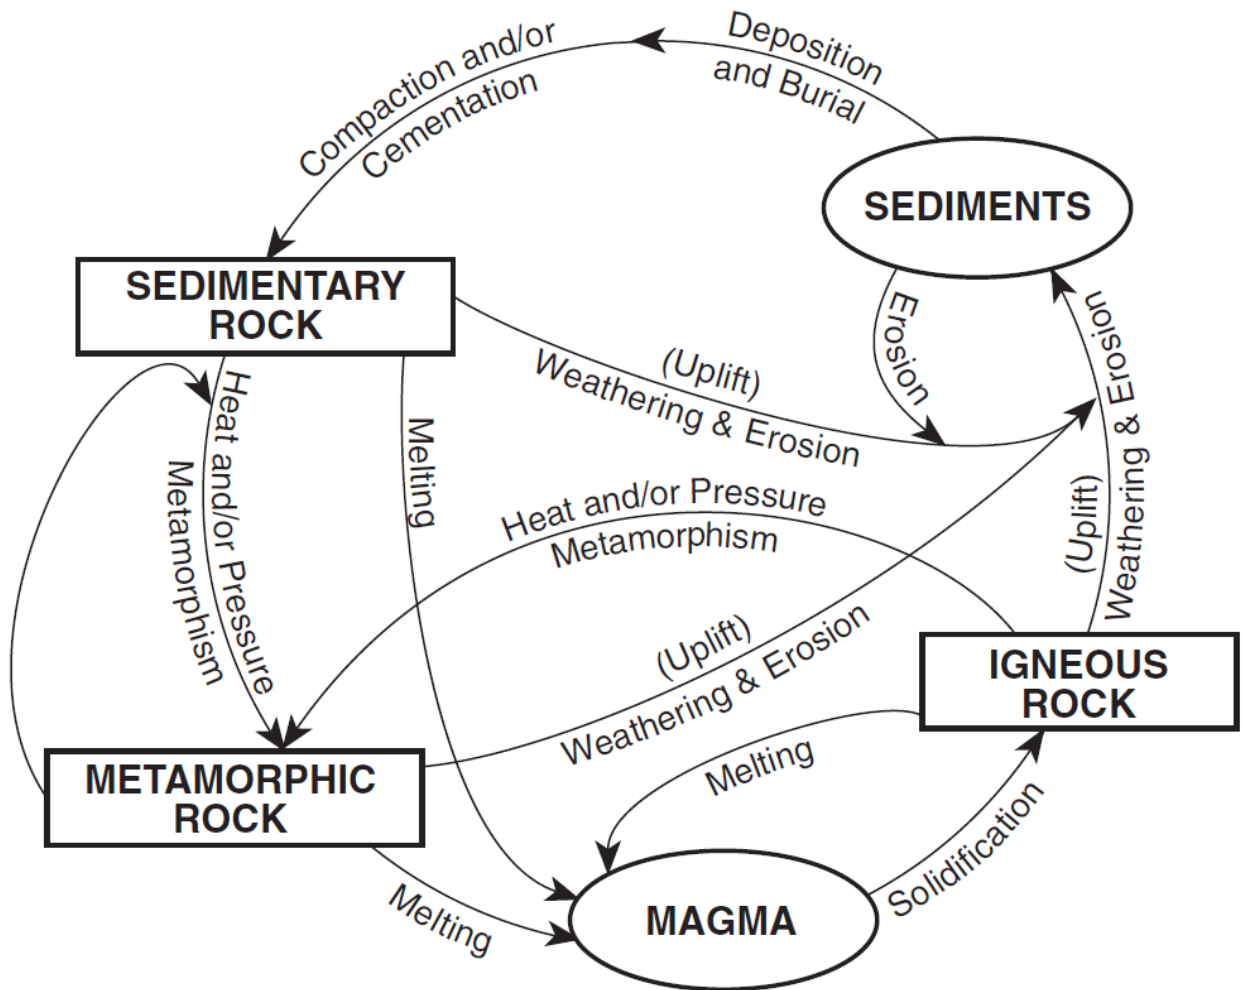 Deposition
and Burial
Compaction and/or
Cementation
SEDIMENTS
SEDIMENTARY
ROCK
Erosion
(Uplift)
Weathering & Erosion
(Uplift)
Weathering & Erosion
Heat and/or Pressure
Metamorphism
Melting
Heat and/or Pressure
Metamorphism
(Uplift)
Weathering & Erosion
IGNEOUS
ROCK
METAMORPHIC
ROCK
Melting
Solidification
Melting
MAGMA